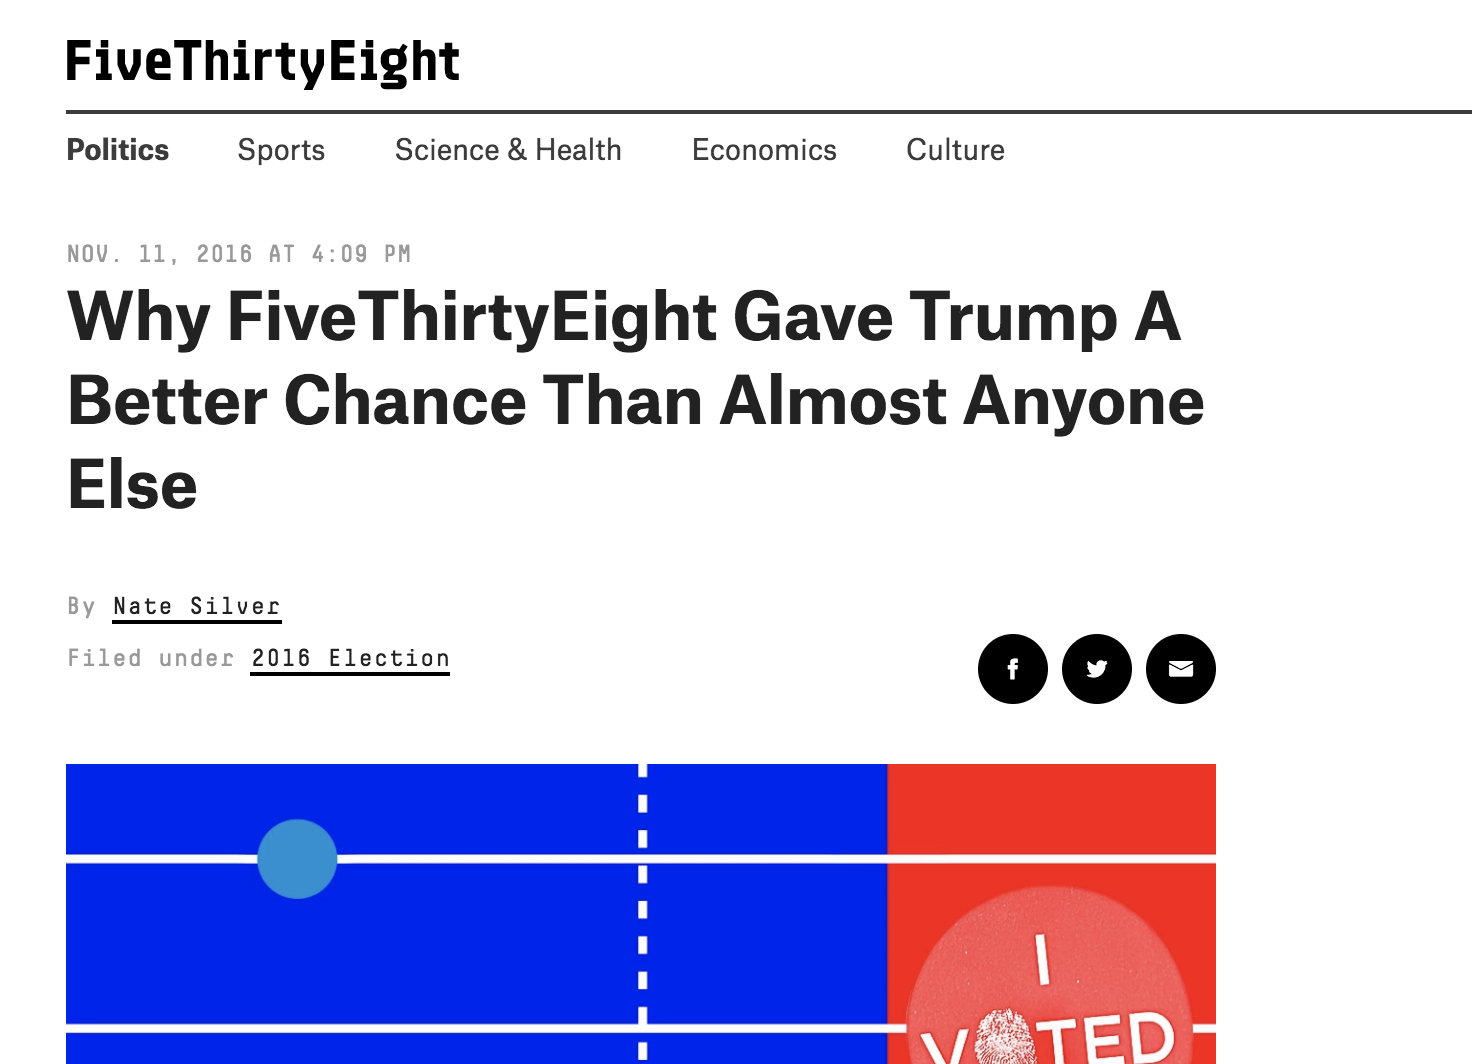 FiveThirtyEight
Politics Sports Science & Health Economics Culture
NOV. 11, 2016 AT 4:09 PM
Why FiveThirtyEight Gave Trump A
Better Chance Than Almost Anyone
Else
By Nate Silver
Filed under 2016 Election
I
VOTED